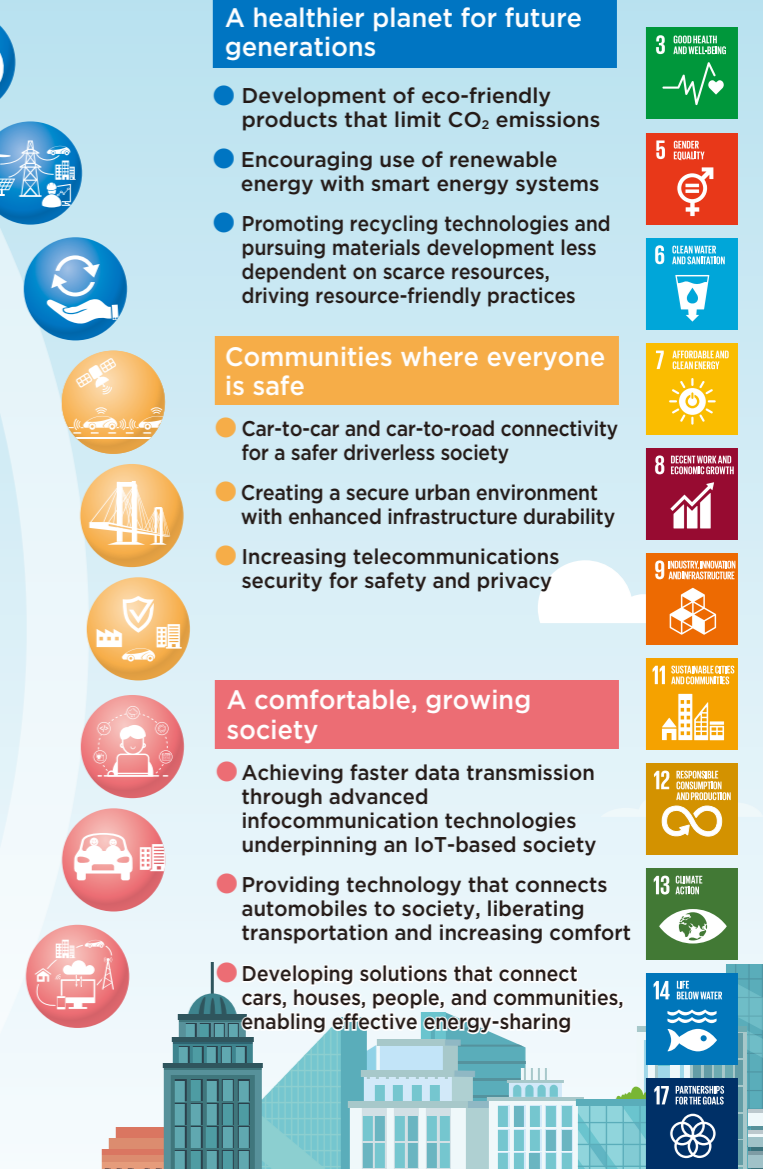 A healthier planet for future
generations
Development of eco-friendly
products that limit CO₂ emissions
Encouraging use of renewable
energy with smart energy systems
Promoting recycling technologies and
pursuing materials development less
dependent on scarce resources,
driving resource-friendly practices
Communities where everyone
is safe
Car-to-car and car-to-road connectivity
for a safer driverless society
Creating a secure urban environment
with enhanced infrastructure durability
Increasing telecommunications
security for safety and privacy
A comfortable, growing
society
Achieving faster data transmission
through advanced
infocommunication technologies
underpinning an IoT-based society
Providing technology that connects
automobiles to society, liberating
transportation and increasing comfort
Developing solutions that connect
cars, houses, people, and communities,
enabling effective energy-sharing
3 GOOD HEALTH
AND WELL-BEING
5 GENDER
EQUALITY
6 CLEAN WATER
AND SANITATION
7 AFFORDABLE AND
CLEAN ENERGY
8 DECENT WORK AND
ECONOMIC GROWTH
9 INDUSTRY, INNOVATION
AND INFRASTRUCTURE
11 SUSTAINABLE CITIES
AND COMMUNITIES
12 RESPONSIBLE
CONSUMPTION
AND PRODUCTION
13 CLIMATE
ACTION
14 LIFE
BELOW WATER
17 PARTNERSHIPS
FOR THE GOALS